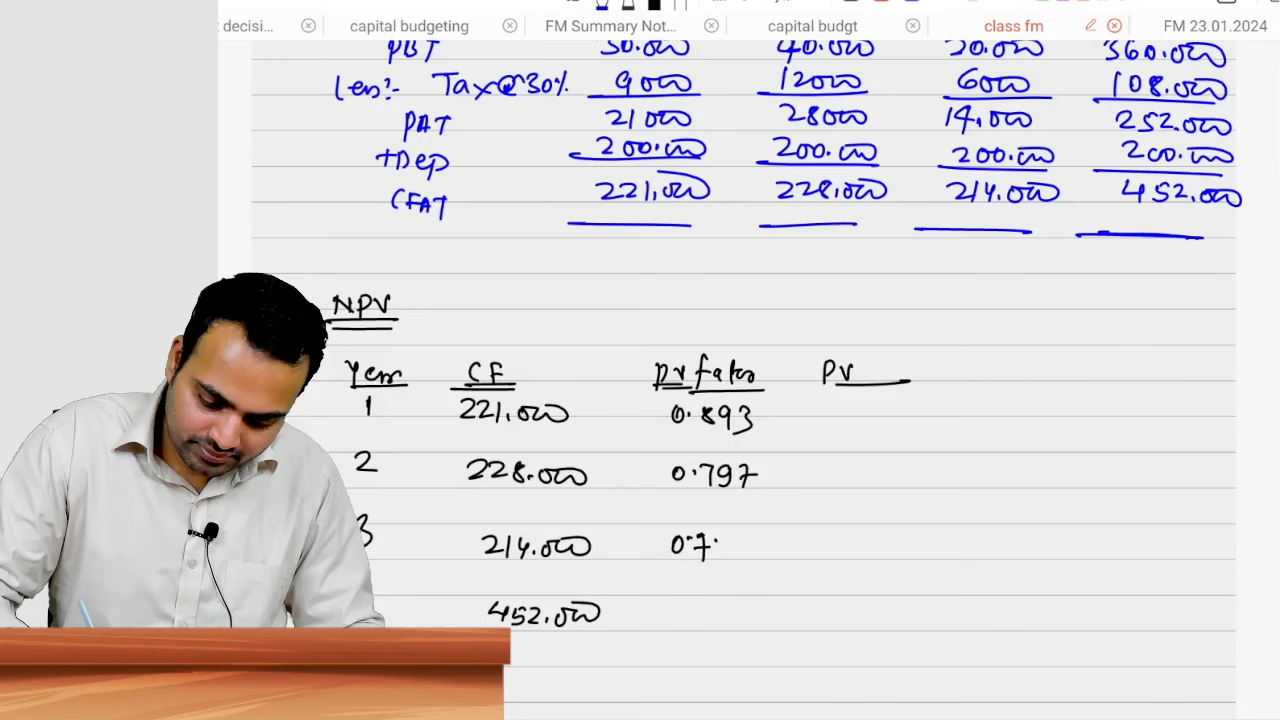 t decisi...
capital budgeting
FM Summary Not...
capital budgt
class fm
FM 23.01.2024
PBT 30.000 40.000 20.000 360.000
Less:- Tax@30% 9000 12000 6000 108.000
PAT 21000 28000 14.000 252.000
+Dep 200.000 200.000 200.000 200.000
CFAT 221,000 228,000 214.000 452.000
NPV
Year CF PV factor PV
1 221,000 0.893
2 228.000 0.797
3 214.000 0.7.
452.000